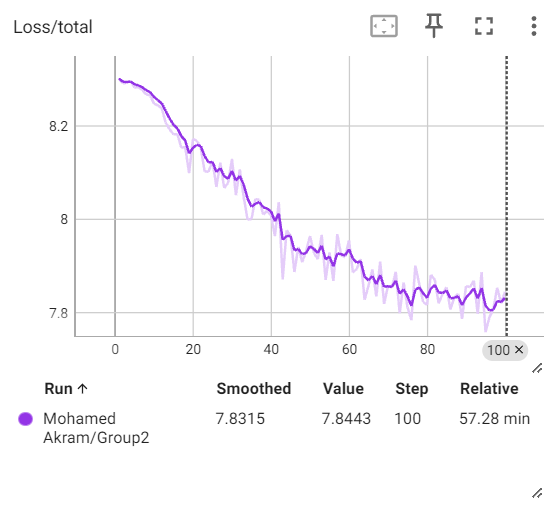 Loss/total
8.2
8
7.8
0 20 40 60 80 100 ×
Run ↑ Smoothed Value Step Relative
Mohamed 7.8315 7.8443 100 57.28 min
Akram/Group2